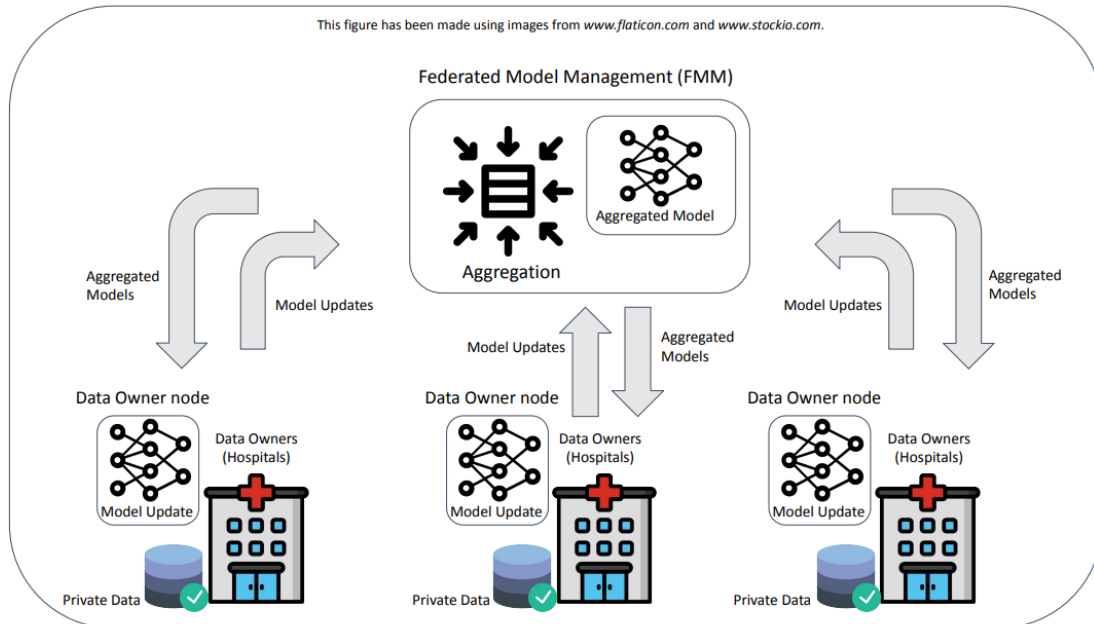 This figure has been made using images from www.flaticon.com and www.stockio.com.
Federated Model Management (FMM)
Aggregated Model
Aggregation
Aggregated
Models
Model Updates
Model Updates
Aggregated
Models
Model Updates
Aggregated
Models
Data Owner node
Data Owners
(Hospitals)
Model Update
Private Data
Data Owner node
Data Owners
(Hospitals)
Model Update
Private Data
Data Owner node
Data Owners
(Hospitals)
Model Update
Private Data